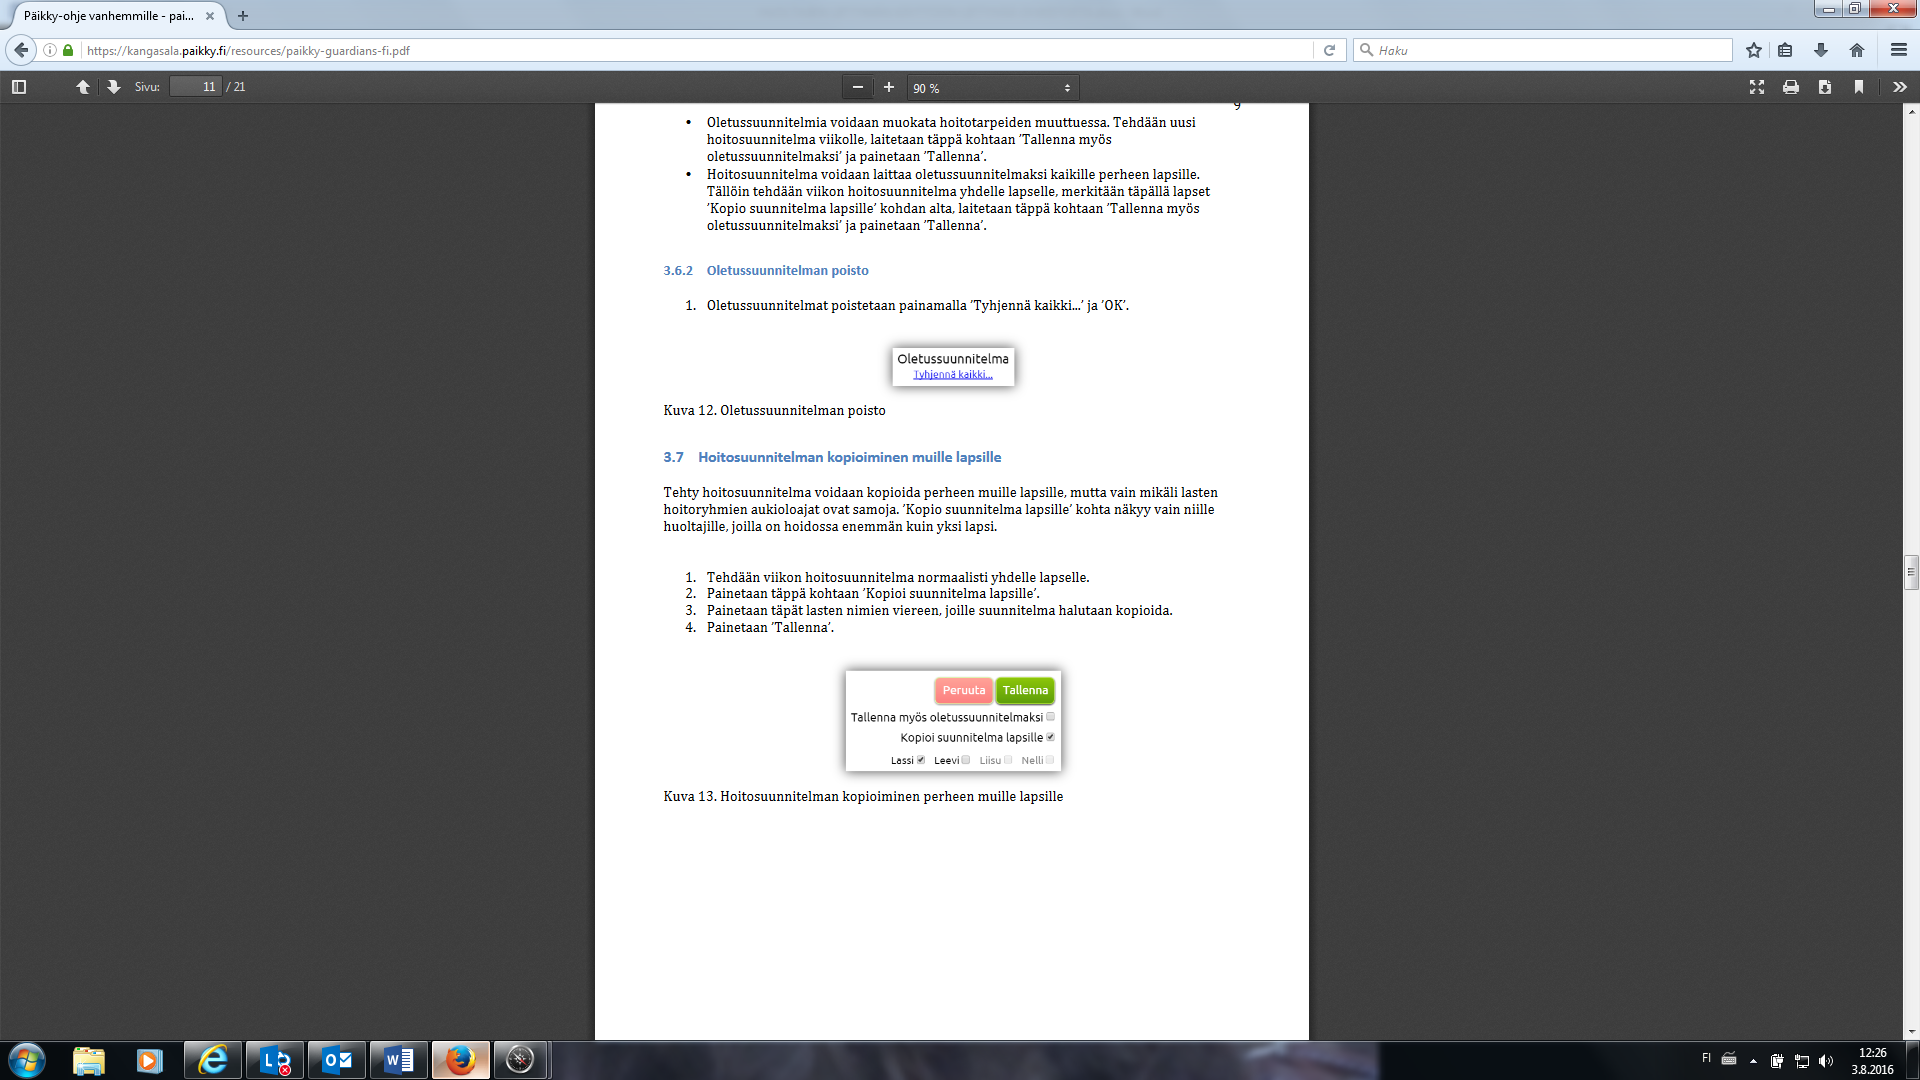 Päikky-ohje vanhemmille - pai...
https://kangasala.paikky.fi/resources/paikky-guardians-fi.pdf
Haku
Sivu: 11 / 21
90 %
9
• Oletussuunnitelmia voidaan muokata hoitotarpeiden muuttuessa. Tehdään uusi
hoitosuunnitelma viikolle, laitetaan täppä kohtaan ’Tallenna myös
oletussuunnitelmaksi’ ja painetaan ’Tallenna’.
• Hoitosuunnitelma voidaan laittaa oletussuunnitelmaksi kaikille perheen lapsille.
Tällöin tehdään viikon hoitosuunnitelma yhdelle lapselle, merkitään täpällä lapset
’Kopio suunnitelma lapsille’ kohdan alta, laitetaan täppä kohtaan ’Tallenna myös
oletussuunnitelmaksi’ ja painetaan ’Tallenna’.
3.6.2 Oletussuunnitelman poisto
1. Oletussuunnitelmat poistetaan painamalla ’Tyhjennä kaikki...’ ja ’OK’.
Oletussuunnitelma
Tyhjennä kaikki...
Kuva 12. Oletussuunnitelman poisto
3.7 Hoitosuunnitelman kopioiminen muille lapsille
Tehty hoitosuunnitelma voidaan kopioida perheen muille lapsille, mutta vain mikäli lasten
hoitoryhmien aukioloajat ovat samoja. ’Kopio suunnitelma lapsille’ kohta näkyy vain niille
huoltajille, joilla on hoidossa enemmän kuin yksi lapsi.
1. Tehdään viikon hoitosuunnitelma normaalisti yhdelle lapselle.
2. Painetaan täppä kohtaan ’Kopioi suunnitelma lapsille’.
3. Painetaan täpät lasten nimien viereen, joille suunnitelma halutaan kopioida.
4. Painetaan ’Tallenna’.
Peruuta Tallenna
Tallenna myös oletussuunnitelmaksi
Kopioi suunnitelma lapsille
Lassi Leevi Liisu Nelli
Kuva 13. Hoitosuunnitelman kopioiminen perheen muille lapsille
FI
12:26
3.8.2016